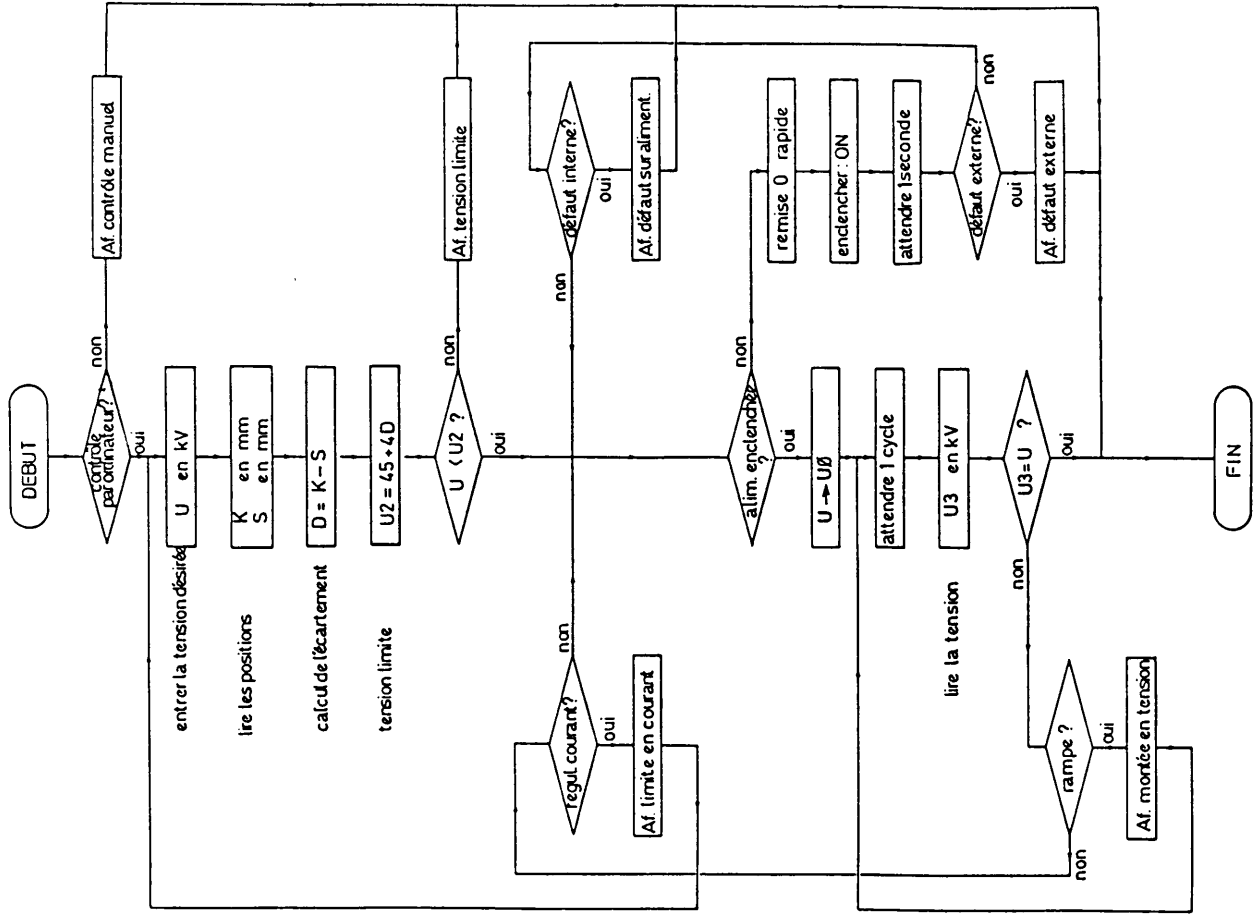 DEBUT
contrôle
par ordinateur?
non
oui
Af. contrôle manuel
entrer la tension désirée
U en kV
lire les positions
K en mm
S en mm
calcul de l'écartement
D = K - S
tension limite
U2 = 45 + 4D
U < U2 ?
non
oui
Af. tension limite
régul courant?
non
oui
Af. limite en courant
défaut interne?
non
oui
Af. défaut sur aliment.
alim. enclenchée
?
non
oui
remise 0 rapide
enclencher : ON
attendre 1 seconde
défaut externe?
non
oui
Af. défaut externe
U → UØ
attendre 1 cycle
lire la tension
U3 en kV
U3 = U ?
non
oui
rampe ?
oui
non
Af. montée en tension
FIN